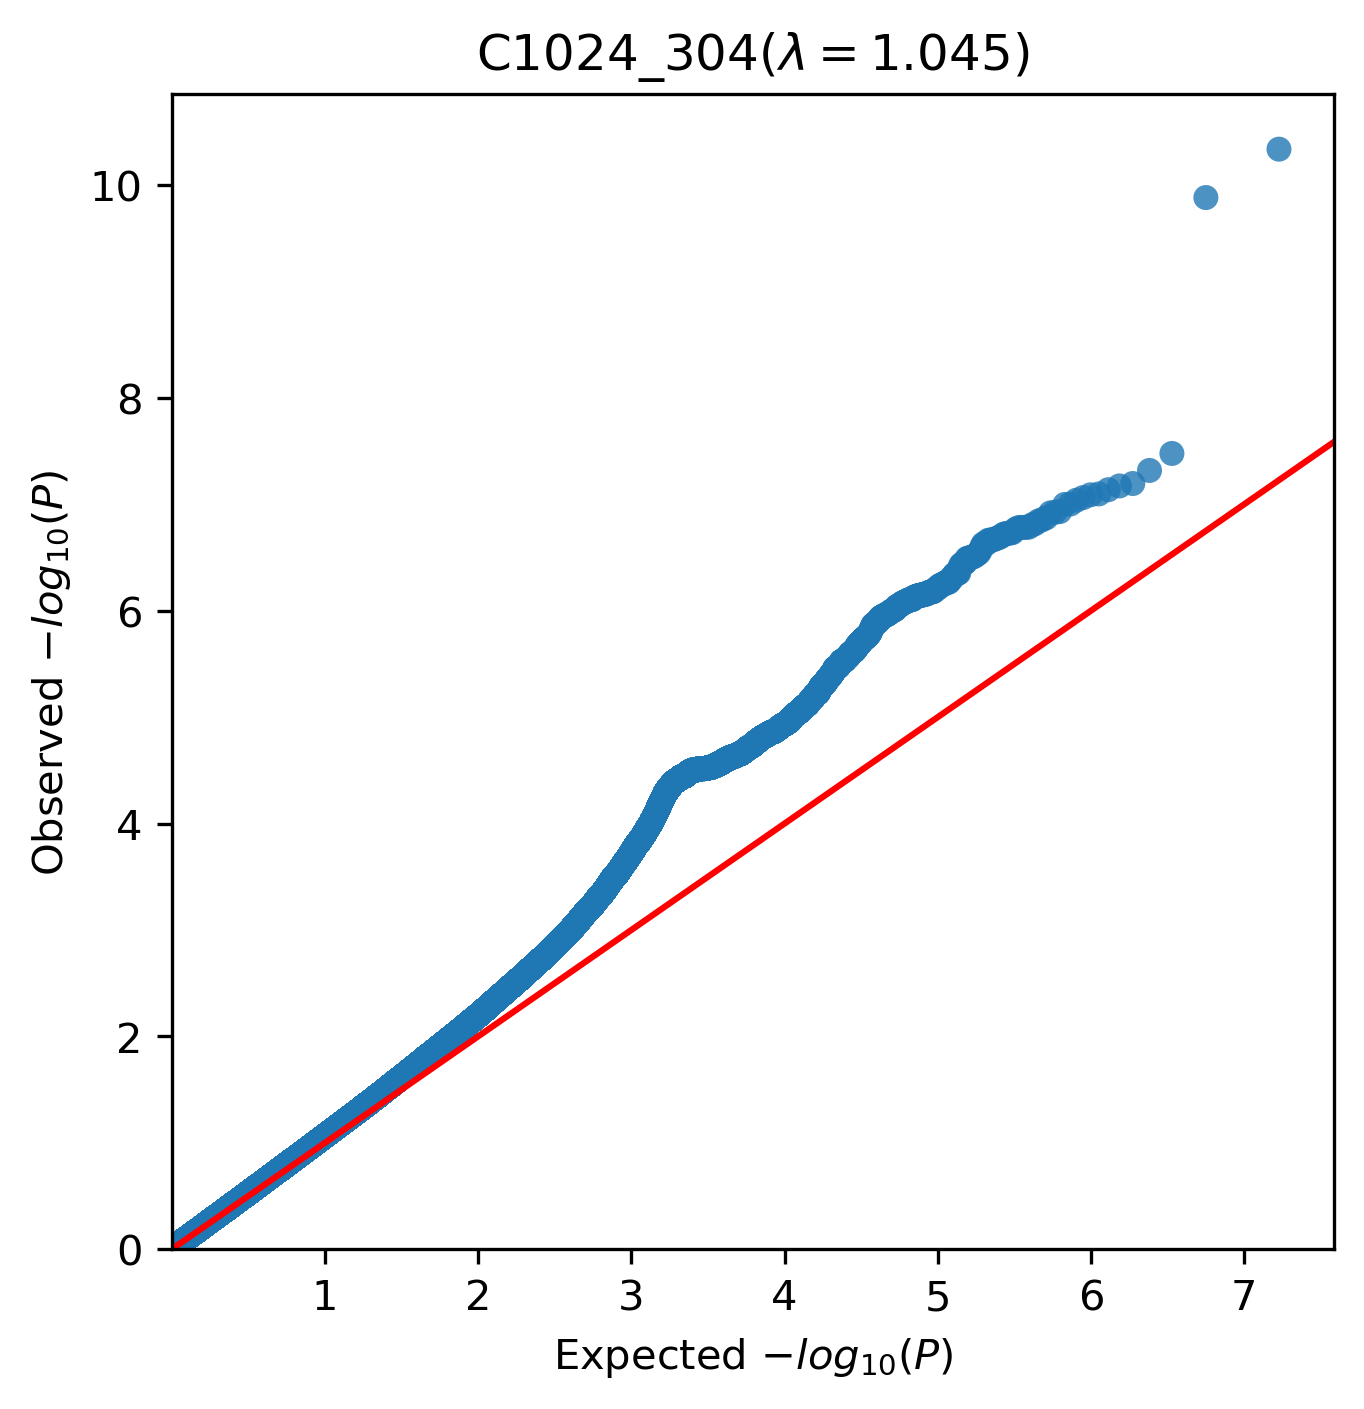 C1024_304(λ = 1.045)
Observed −log₁₀(P)
10
8
6
4
2
0
1 2 3 4 5 6 7
Expected −log₁₀(P)